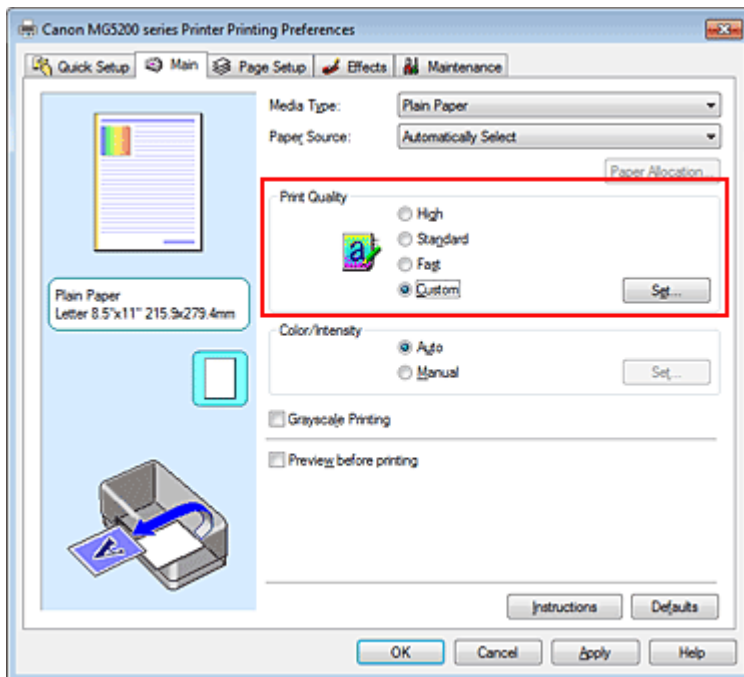 Canon MG5200 series Printer Printing Preferences
Quick Setup Main Page Setup Effects Maintenance
Media Type: Plain Paper
Paper Source: Automatically Select
Paper Allocation...
Print Quality
High
Standard
a
Fast
Custom Set...
Plain Paper
Letter 8.5"x11" 215.9x279.4mm
Color/Intensity
Auto
Manual Set...
Grayscale Printing
Preview before printing
A
Instructions Defaults
OK Cancel Apply Help